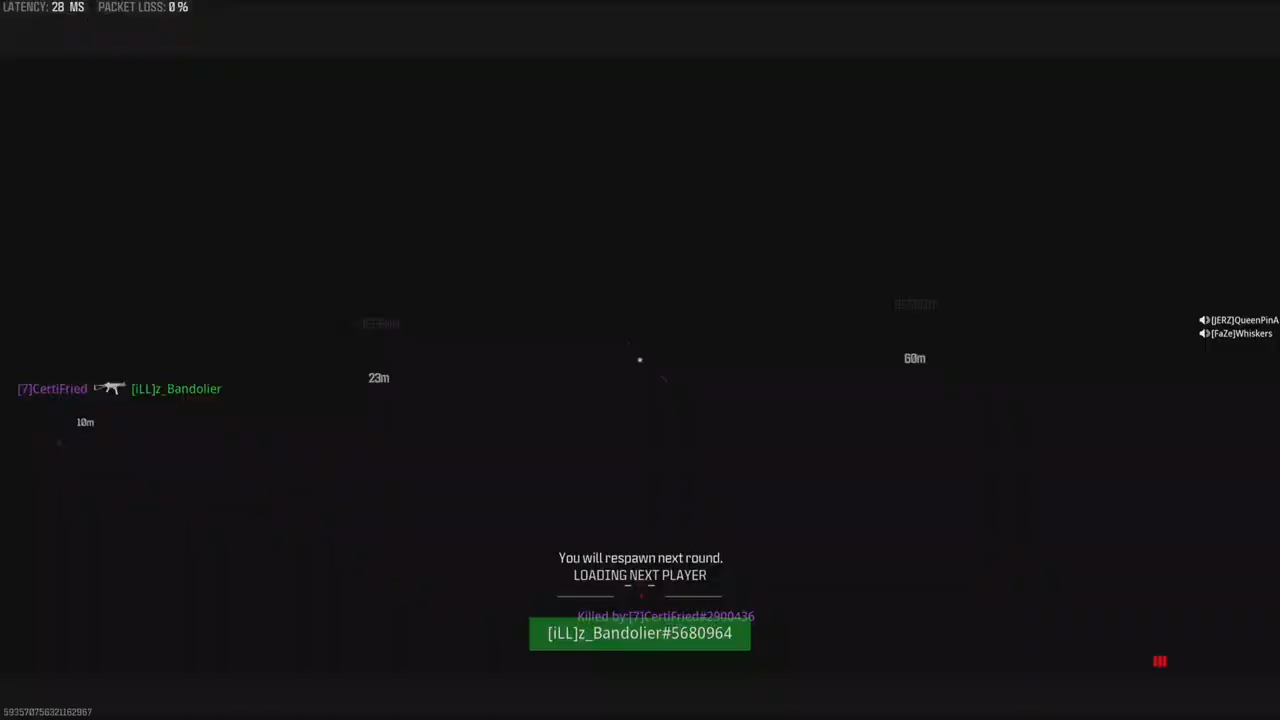 LATENCY: 28 MS PACKET LOSS: 0 %
[JERZ]QueenPinA
[FaZe]Whiskers
60m
23m
[7]CertiFried [iLL]z_Bandolier
10m
You will respawn next round.
LOADING NEXT PLAYER
Killed by:[7]CertiFried#2900436
[iLL]z_Bandolier#5680964
593570756321162967